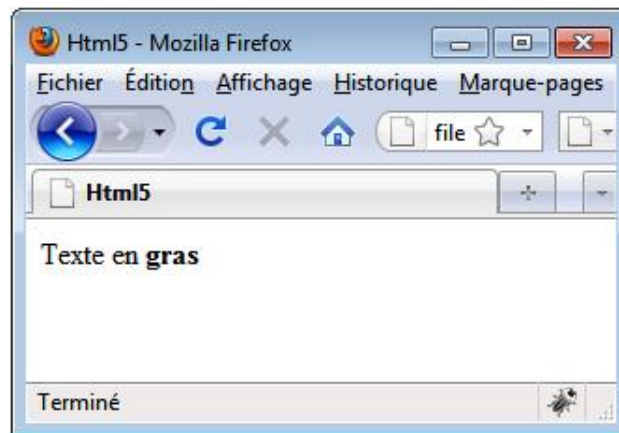 Html5 - Mozilla Firefox
Fichier Édition Affichage Historique Marque-pages
file
Html5
Texte en gras
Terminé